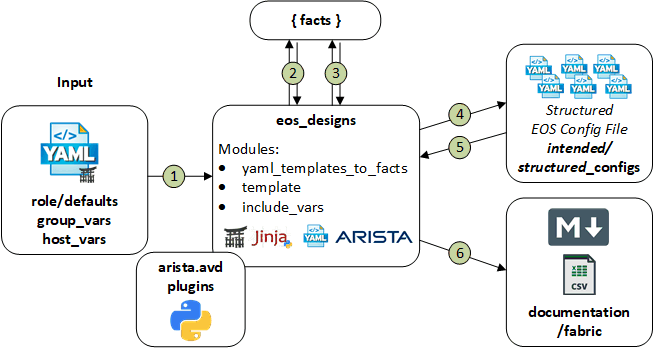 { facts }
2
3
Input
YAML
role/defaults
group_vars
host_vars
1
eos_designs
Modules:
• yaml_templates_to_facts
• template
• include_vars
Jinja
YAML
ARISTA
arista.avd
plugins
4
5
6
YAML
YAML
YAML
YAML
YAML
YAML
Structured
EOS Config File
intended/
structured_configs
M
CSV
documentation
/fabric